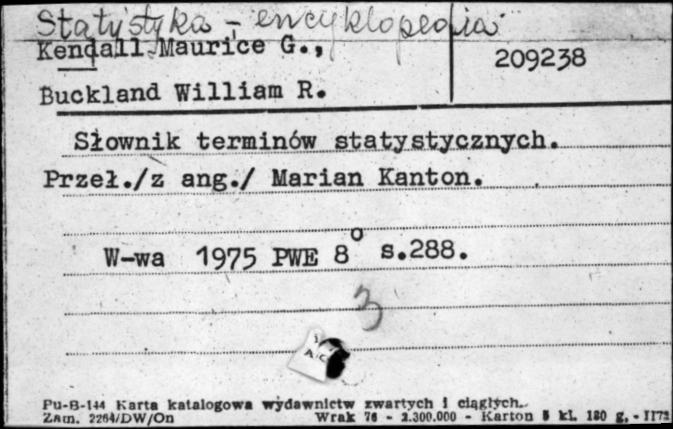 Statystyka - encyklopedia
Kendall Maurice G.,
209238
Buckland William R.
Słownik terminów statystycznych.
Przeł./z ang./ Marian Kanton.
W-wa 1975 PWE 8° s.288.
3
Pu-B-144 Karta katalogowa wydawnictw zwartych i ciągłych.
Zam. 2264/DW/On Wrak 76 - 2.300.000 - Karton kl. 180 g.